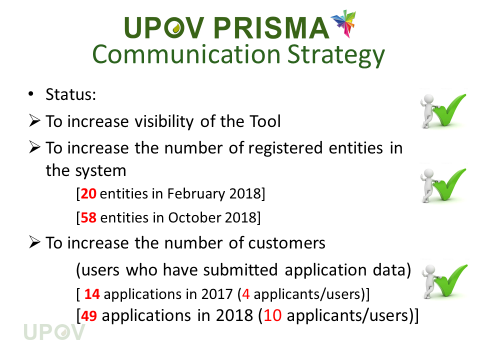 UPOV PRISMA
Communication Strategy
• Status:
➢ To increase visibility of the Tool
➢ To increase the number of registered entities in
the system
[20 entities in February 2018]
[58 entities in October 2018]
➢ To increase the number of customers
(users who have submitted application data)
[ 14 applications in 2017 (4 applicants/users)]
[49 applications in 2018 (10 applicants/users)]
UPOV